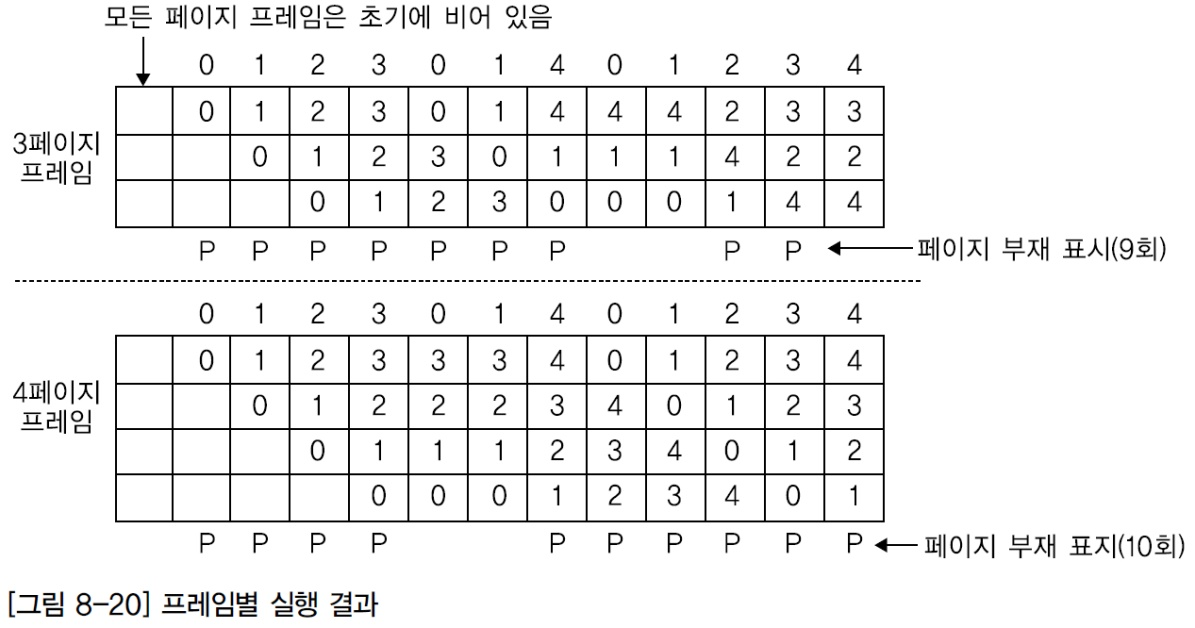 모든 페이지 프레임은 초기에 비어 있음
0 1 2 3 0 1 4 0 1 2 3 4
3페이지
프레임
0 1 2 3 0 1 4 4 4 2 3 3
0 1 2 3 0 1 1 1 4 2 2
0 1 2 3 0 0 0 1 4 4
P P P P P P P P P
페이지 부재 표시(9회)
0 1 2 3 0 1 4 0 1 2 3 4
4페이지
프레임
0 1 2 3 3 3 4 0 1 2 3 4
0 1 2 2 2 3 4 0 1 2 3
0 1 1 1 2 3 4 0 1 2
0 0 0 1 2 3 4 0 1
P P P P P P P P P P
페이지 부재 표지(10회)
[그림 8-20] 프레임별 실행 결과